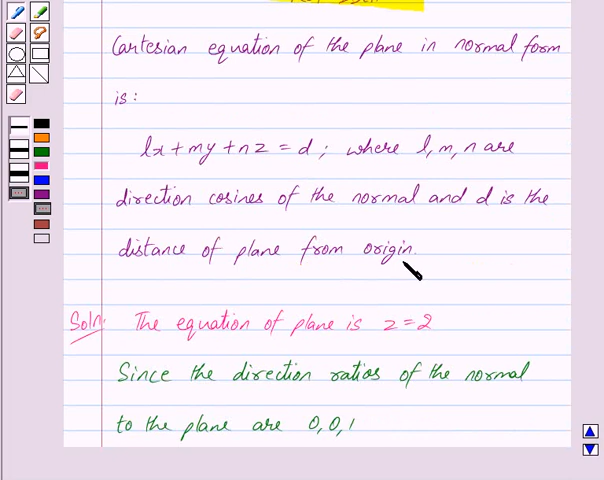 Cartesian equation of the plane in normal form
is:
lx + my + nz = d ; where l, m, n are
direction cosines of the normal and d is the
distance of plane from origin.
Soln: The equation of plane is z = 2
Since the direction ratios of the normal
to the plane are 0, 0, 1